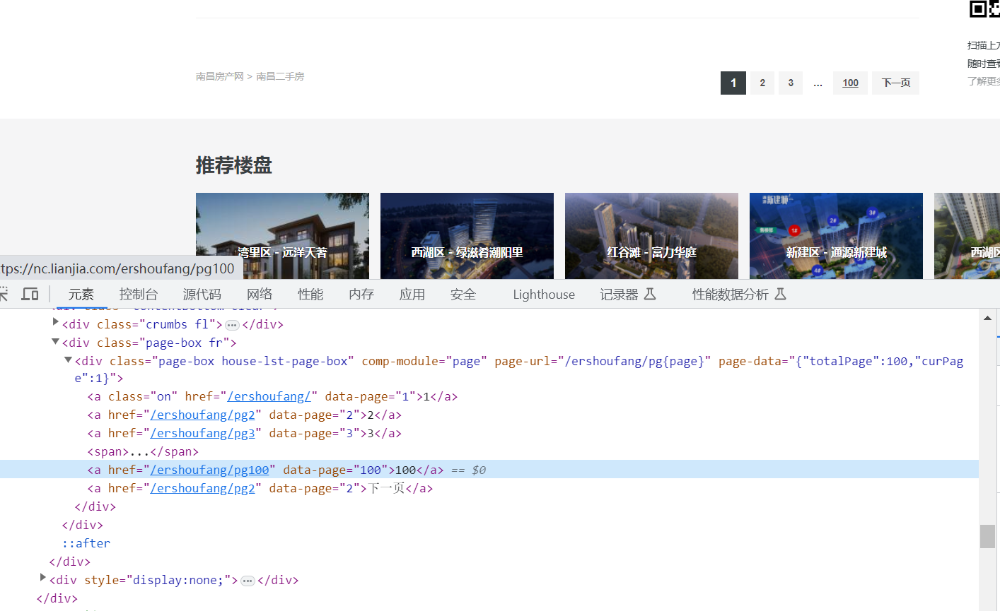 扫描上
随时查看
了解更
南昌房产网 > 南昌二手房
1 2 3 ... 100 下一页
推荐楼盘
湾里区 - 远洋天著
西湖区 - 绿滋肴潮阳里
红谷滩 - 富力华庭
新建区 - 通源新建城
西湖
新建城
1#
2#
3#
4#
tps://nc.lianjia.com/ershoufang/pg100
元素 控制台 源代码 网络 性能 内存 应用 安全 Lighthouse 记录器 性能数据分析
<div class="crumbs fl">…</div>
<div class="page-box fr">
<div class="page-box house-lst-page-box" comp-module="page" page-url="/ershoufang/pg{page}" page-data="{"totalPage":100,"curPag
e":1}">
<a class="on" href="/ershoufang/" data-page="1">1</a>
<a href="/ershoufang/pg2" data-page="2">2</a>
<a href="/ershoufang/pg3" data-page="3">3</a>
<span>...</span>
<a href="/ershoufang/pg100" data-page="100">100</a> == $0
<a href="/ershoufang/pg2" data-page="2">下一页</a>
</div>
</div>
::after
</div>
<div style="display:none;">…</div>
</div>